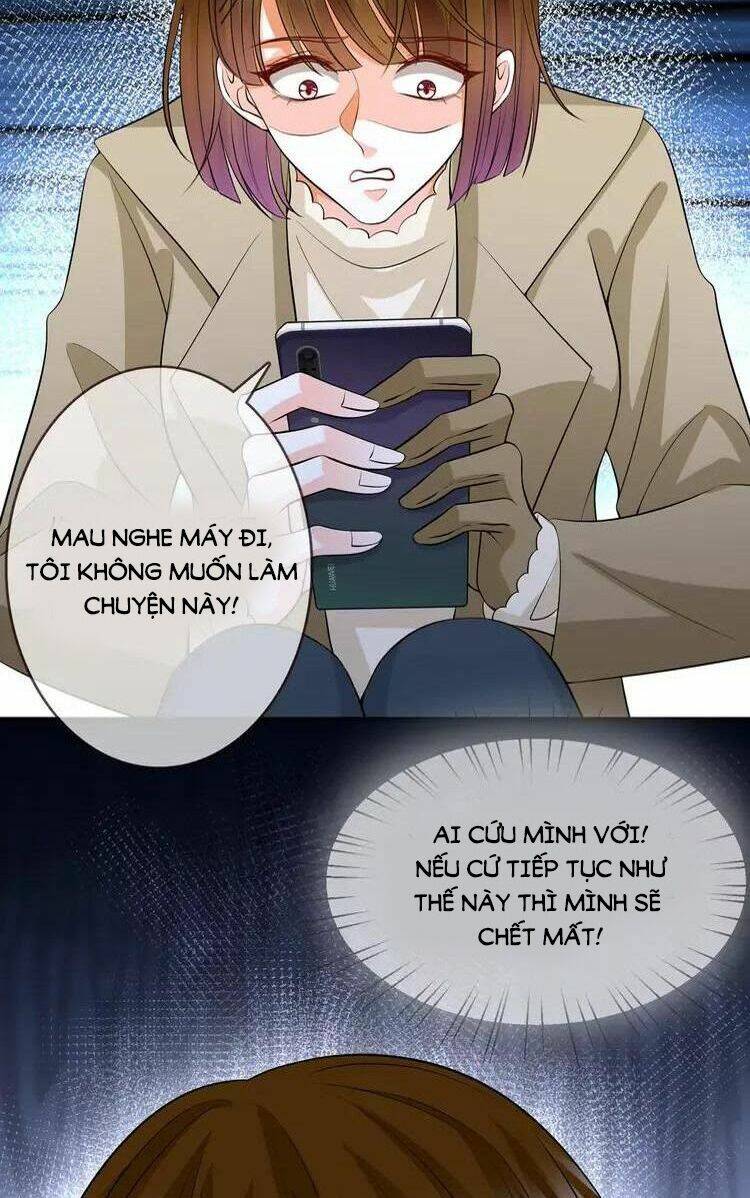 MAU NGHE MÁY ĐI,
TÔI KHÔNG MUỐN LÀM
CHUYỆN NÀY!
HUAWEI
AI CỨU MÌNH VỚI!
NẾU CỨ TIẾP TỤC NHƯ
THẾ NÀY THÌ MÌNH SẼ
CHẾT MẤT!